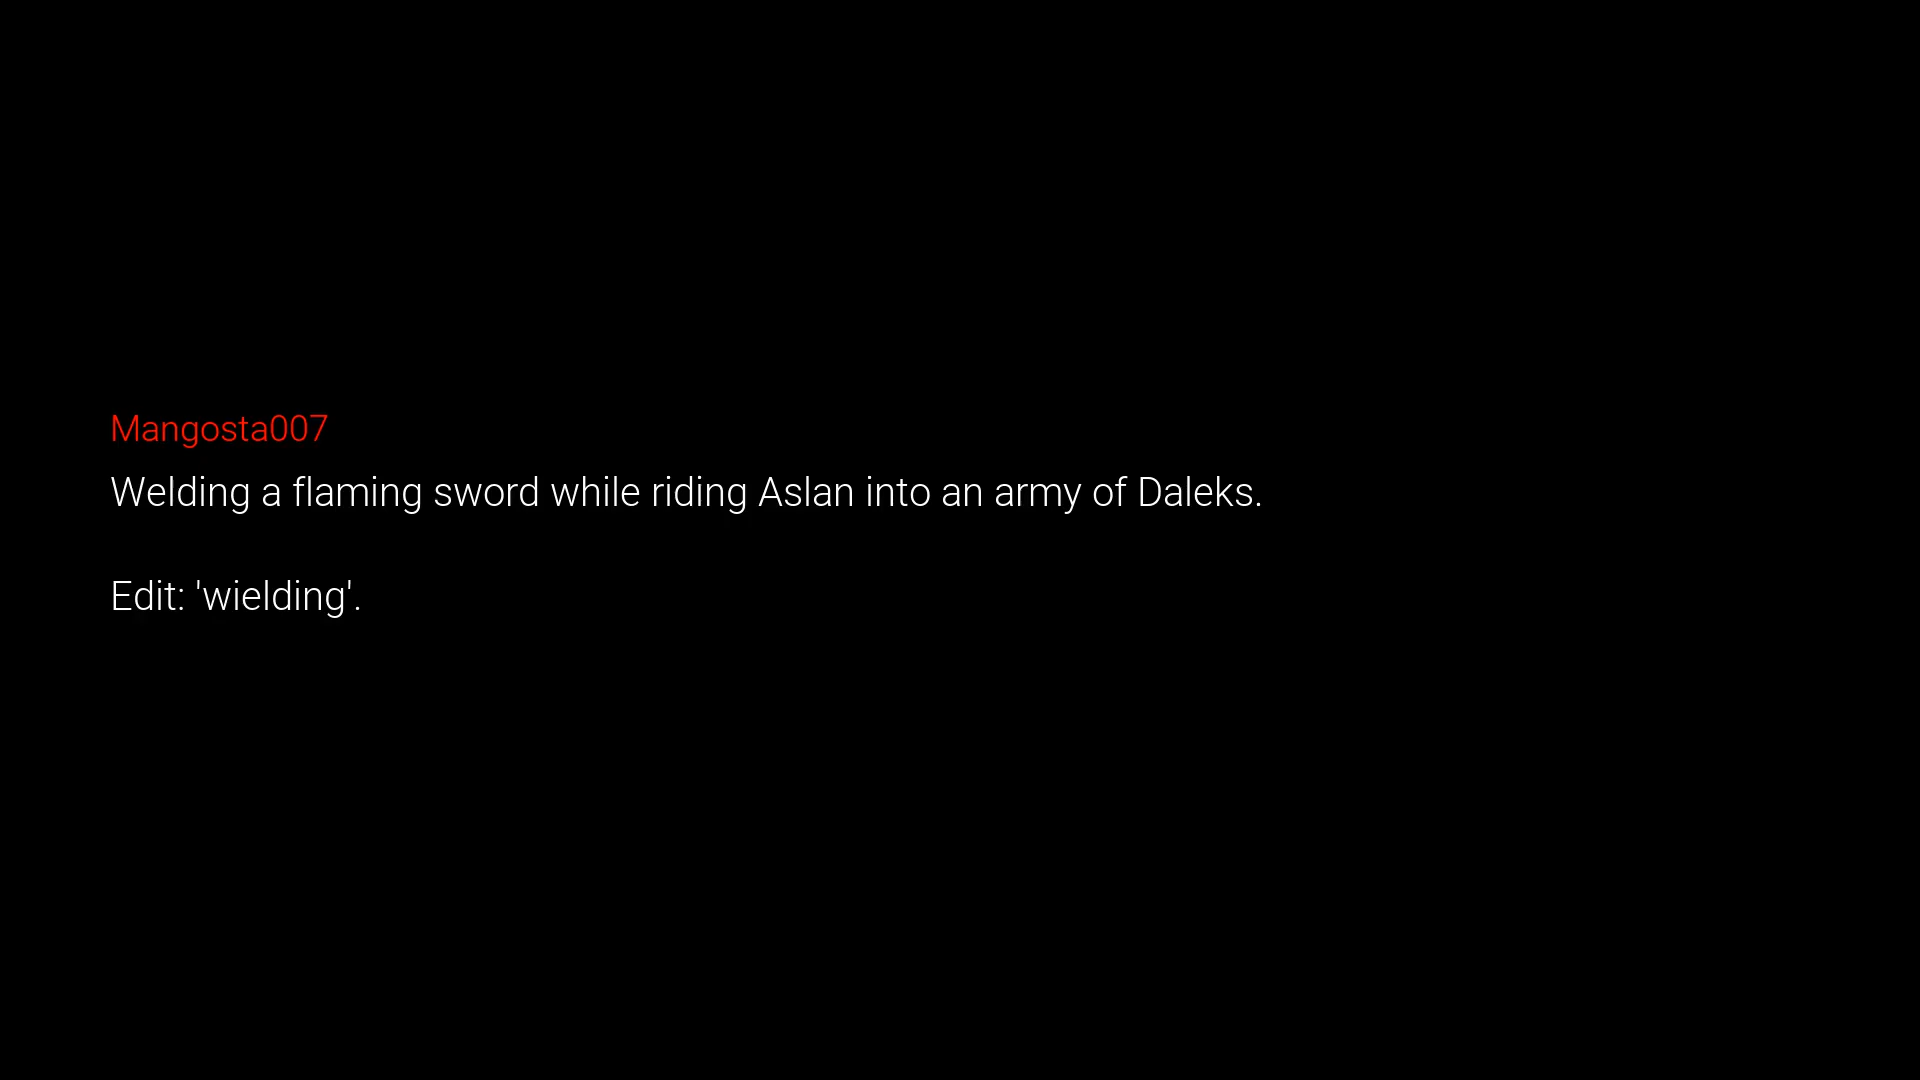 Mangosta007
Welding a flaming sword while riding Aslan into an army of Daleks.
Edit: 'wielding'.